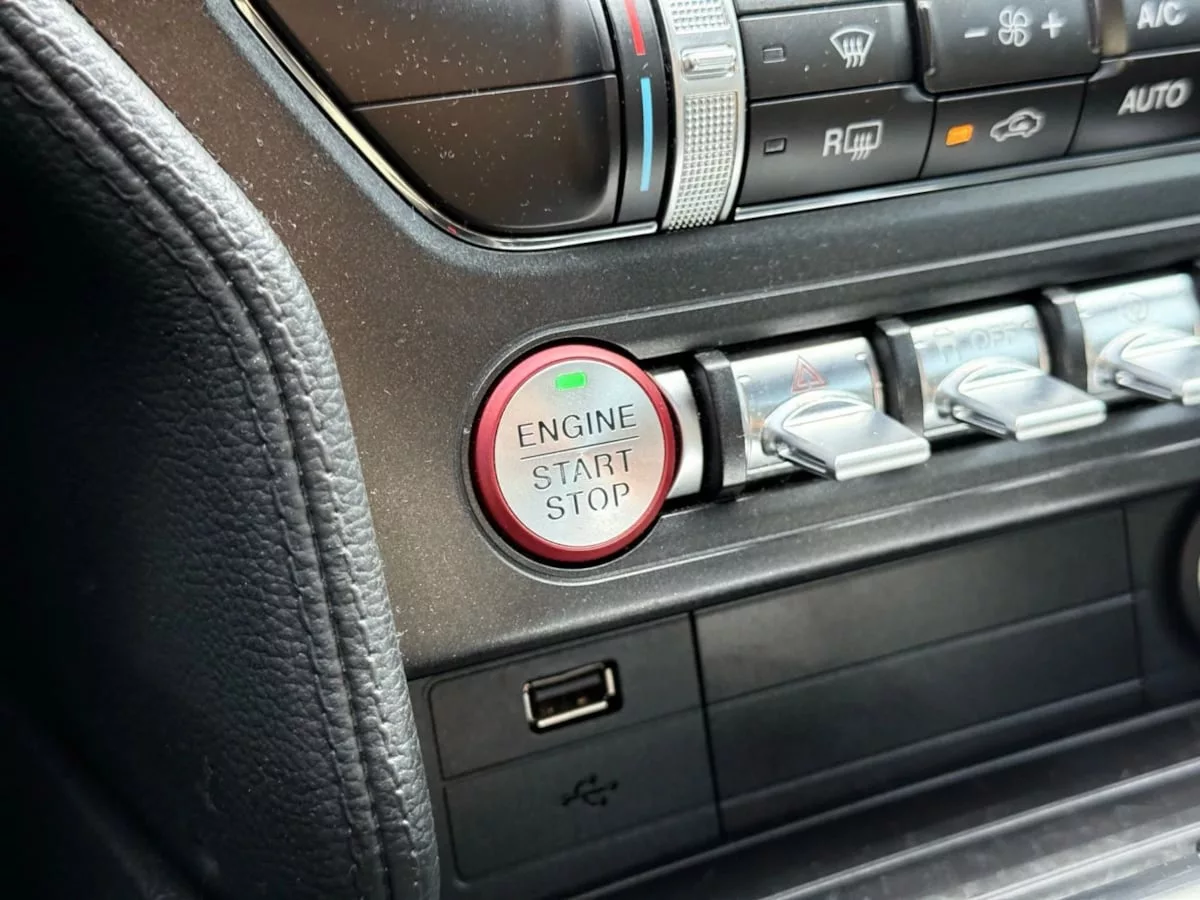 A/C
- +
AUTO
R
ENGINE
START
STOP
OFF